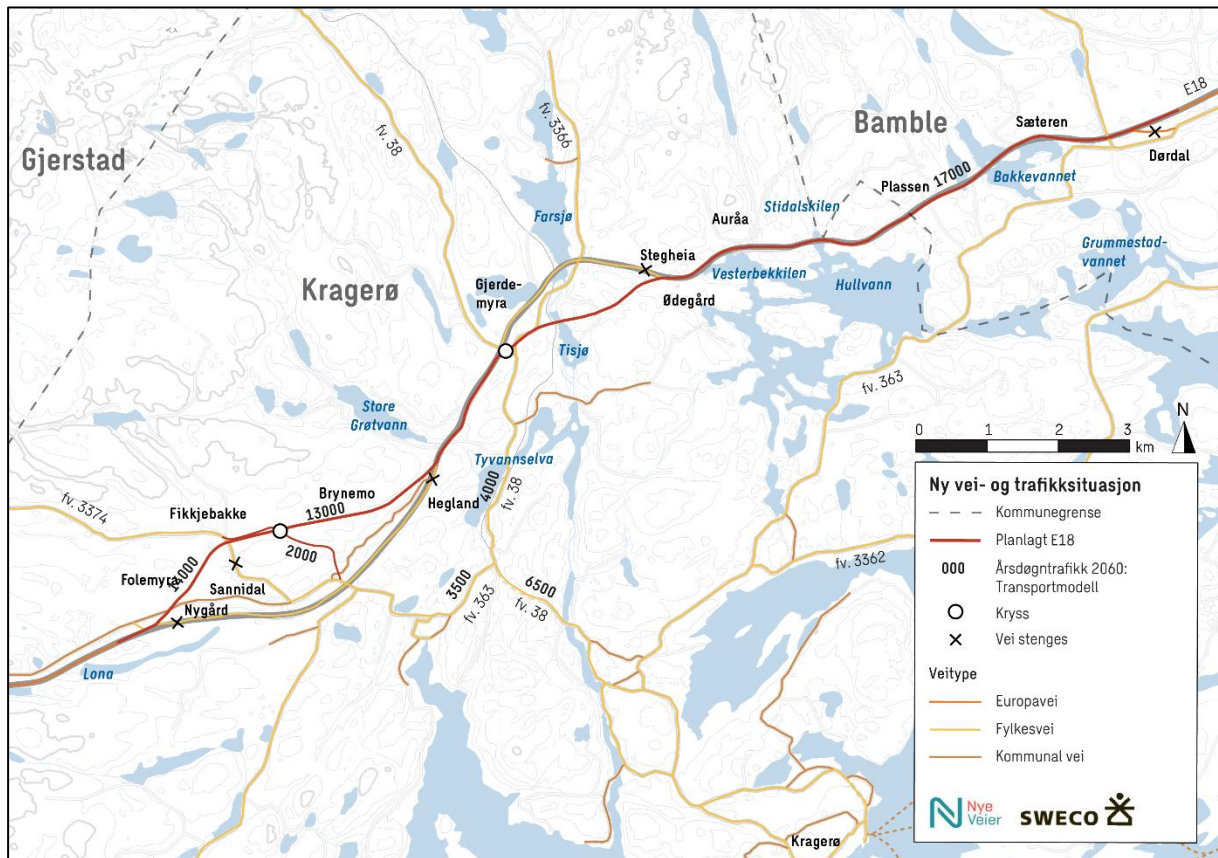 E18
Sæteren
Bamble
Dørdal
fv. 3366
fv. 38
Gjerstad
17000
Bakkevannet
Plassen
Stidalskilen
Auråa
Farsjø
Stegheia
Vesterbekkilen
Grummestad-
vannet
Hullvann
Kragerø
Gjerde-
myra
Ødegård
Tisjø
fv. 363
Store
Grøtvann
Tyvannselva
4000
Hegland
fv. 38
Brynemo
13000
Fikkjebakke
fv. 3374
2000
14000
Folemyra
Sannidal
Nygård
Lona
3500
fv. 363
6500
fv. 38
fv. 3362
Kragerø
0 1 2 3
km
N
Ny vei- og trafikksituasjon
Kommunegrense
Planlagt E18
000 Årsdøgntrafikk 2060:
Transportmodell
Kryss
Vei stenges
Veitype
Europavei
Fylkesvei
Kommunal vei
Nye
Veier
SWECO